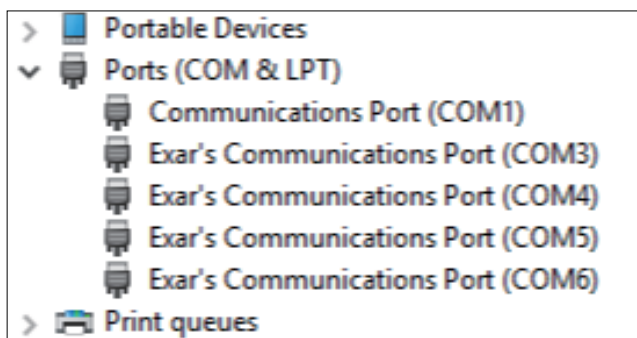 Portable Devices
Ports (COM & LPT)
Communications Port (COM1)
Exar's Communications Port (COM3)
Exar's Communications Port (COM4)
Exar's Communications Port (COM5)
Exar's Communications Port (COM6)
Print queues